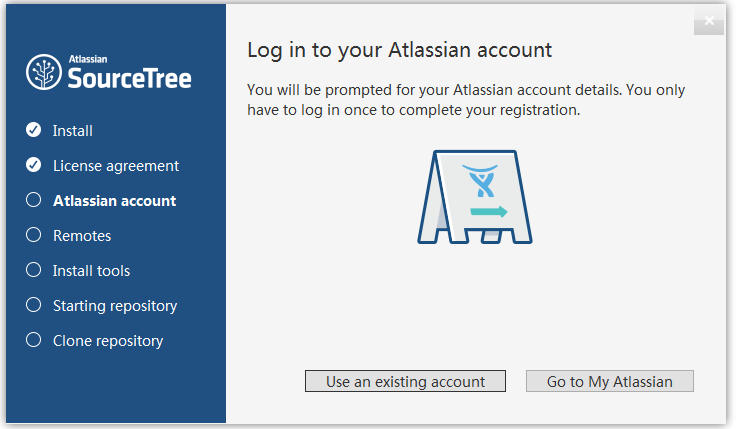 Atlassian
SourceTree
Install
License agreement
Atlassian account
Remotes
Install tools
Starting repository
Clone repository
Log in to your Atlassian account
You will be prompted for your Atlassian account details. You only
have to log in once to complete your registration.
Use an existing account
Go to My Atlassian